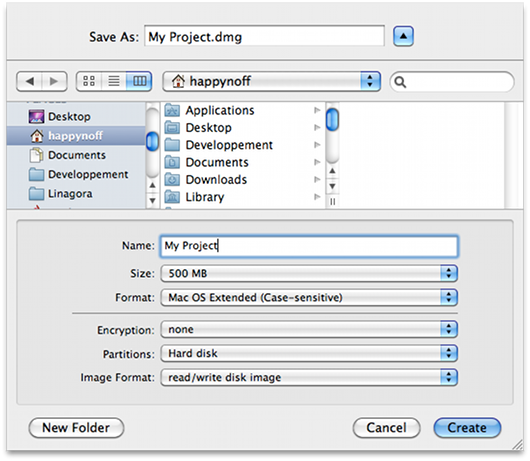 Save As: My Project.dmg
happynoff
Desktop
happynoff
Documents
Developpement
Linagora
Applications
Desktop
Developpement
Documents
Downloads
Library
Name: My Project
Size: 500 MB
Format: Mac OS Extended (Case-sensitive)
Encryption: none
Partitions: Hard disk
Image Format: read/write disk image
New Folder Cancel Create